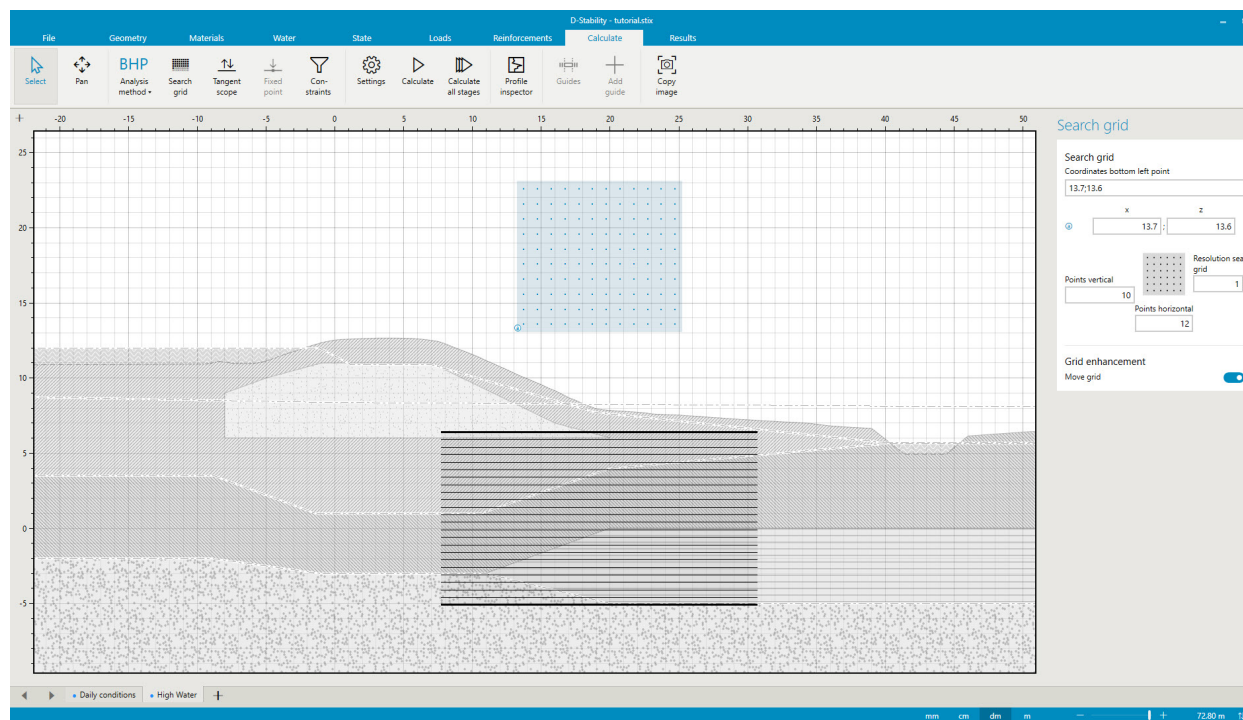 D-Stability - tutorial.stix
File Geometry Materials Water State Loads Reinforcements Calculate Results
Select Pan BHP Analysis method Search grid Tangent scope Fixed point Con-straints Settings Calculate Calculate all stages Profile inspector Guides Add guide Copy image
-20 -15 -10 -5 0 5 10 15 20 25 30 35 40 45 50
25
20
15
10
5
0
-5
Search grid
Search grid
Coordinates bottom left point
13.7;13.6
x z
13.7 ; 13.6
Resolution sea
grid
Points vertical
1
10
Points horizontal
12
Grid enhancement
Move grid
Daily conditions High Water
mm cm dm m 72.80 m